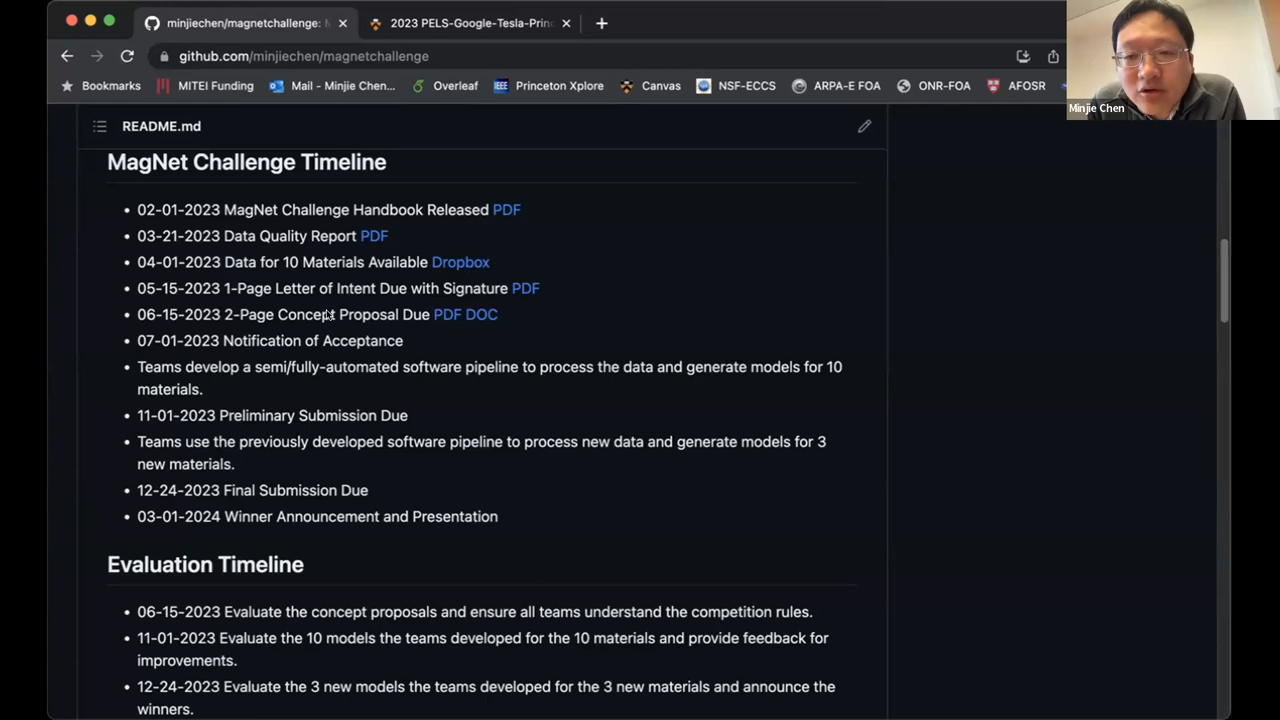 minjiechen/magnetchallenge: M
2023 PELS-Google-Tesla-Prin
github.com/minjiechen/magnetchallenge
Bookmarks MITEI Funding Mail - Minjie Chen... Overleaf Princeton Xplore Canvas NSF-ECCS ARPA-E FOA ONR-FOA AFOSR
Minjie Chen
README.md
MagNet Challenge Timeline
• 02-01-2023 MagNet Challenge Handbook Released PDF
• 03-21-2023 Data Quality Report PDF
• 04-01-2023 Data for 10 Materials Available Dropbox
• 05-15-2023 1-Page Letter of Intent Due with Signature PDF
• 06-15-2023 2-Page Concept Proposal Due PDF DOC
• 07-01-2023 Notification of Acceptance
• Teams develop a semi/fully-automated software pipeline to process the data and generate models for 10
materials.
• 11-01-2023 Preliminary Submission Due
• Teams use the previously developed software pipeline to process new data and generate models for 3
new materials.
• 12-24-2023 Final Submission Due
• 03-01-2024 Winner Announcement and Presentation
Evaluation Timeline
• 06-15-2023 Evaluate the concept proposals and ensure all teams understand the competition rules.
• 11-01-2023 Evaluate the 10 models the teams developed for the 10 materials and provide feedback for
improvements.
• 12-24-2023 Evaluate the 3 new models the teams developed for the 3 new materials and announce the
winners.